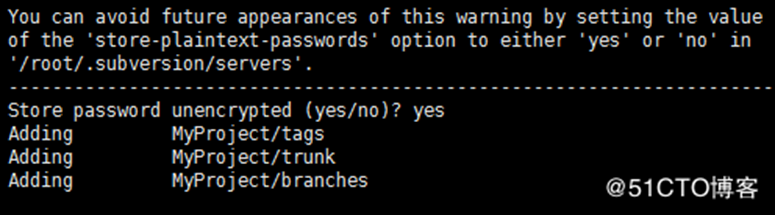 You can avoid future appearances of this warning by setting the value
of the 'store-plaintext-passwords' option to either 'yes' or 'no' in
'/root/.subversion/servers'.
-----------------------------------------------------------------------
Store password unencrypted (yes/no)? yes
Adding         MyProject/tags
Adding         MyProject/trunk
Adding         MyProject/branches
@51CTO博客